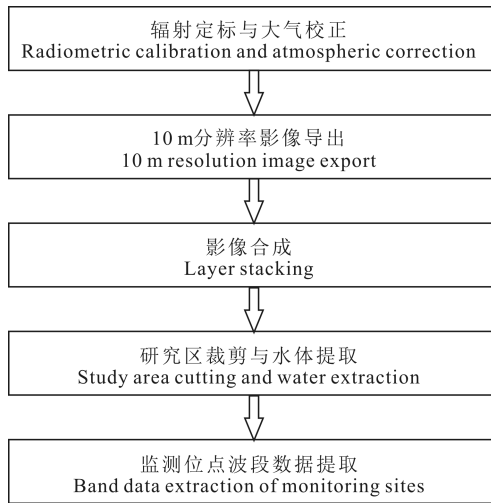 辐射定标与大气校正
Radiometric calibration and atmospheric correction
10 m分辨率影像导出
10 m resolution image export
影像合成
Layer stacking
研究区裁剪与水体提取
Study area cutting and water extraction
监测位点波段数据提取
Band data extraction of monitoring sites